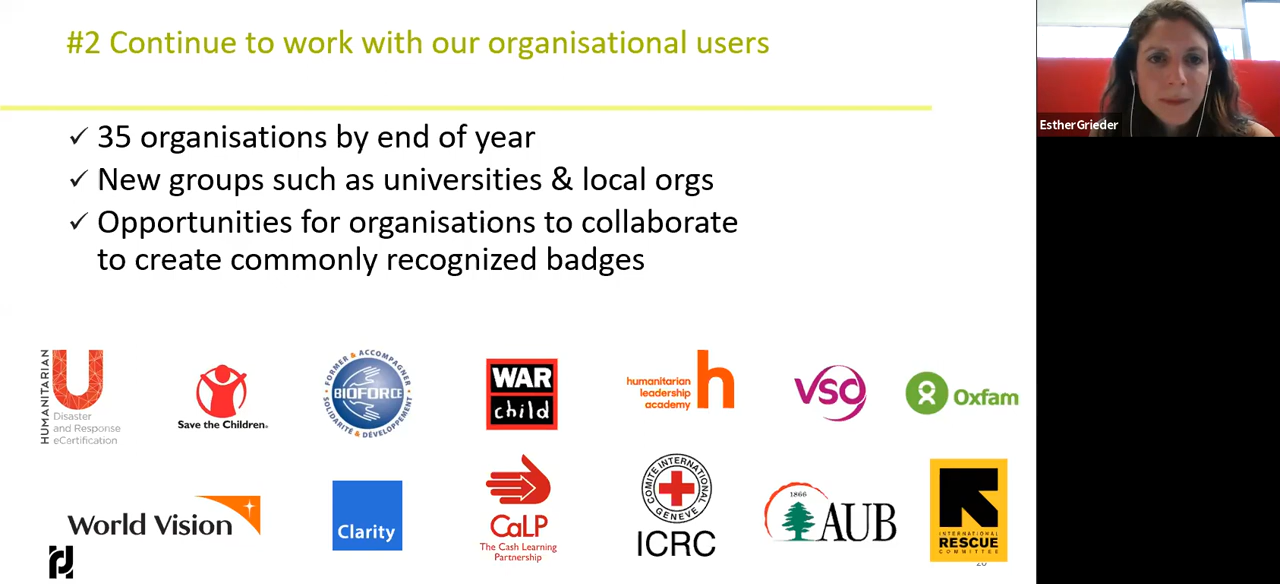 #2 Continue to work with our organisational users
EstherGrieder
✓ 35 organisations by end of year
✓ New groups such as universities & local orgs
✓ Opportunities for organisations to collaborate
to create commonly recognized badges
HUMANITARIAN
U
Disaster
and Response
eCertification
Save the Children.
FORMER & ACCOMPAGNER
BIOFORCE
SOLIDARITÉ & DÉVELOPPEMENT
WAR
child
humanitarian
leadership
academy
h
vso
Oxfam
World Vision
Clarity
CaLP
The Cash Learning
Partnership
COMITE INTERNATIONAL
GENEVE
ICRC
1866
AUB
INTERNATIONAL
RESCUE
COMMITTEE